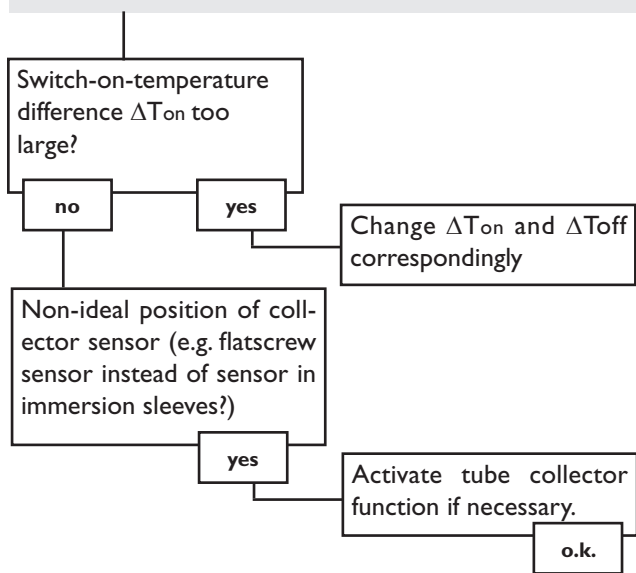 Switch-on-temperature
difference ΔTon too
large?
no
yes
Change ΔTon and ΔToff
correspondingly
Non-ideal position of coll-
ector sensor (e.g. flatscrew
sensor instead of sensor in
immersion sleeves?)
yes
Activate tube collector
function if necessary.
o.k.